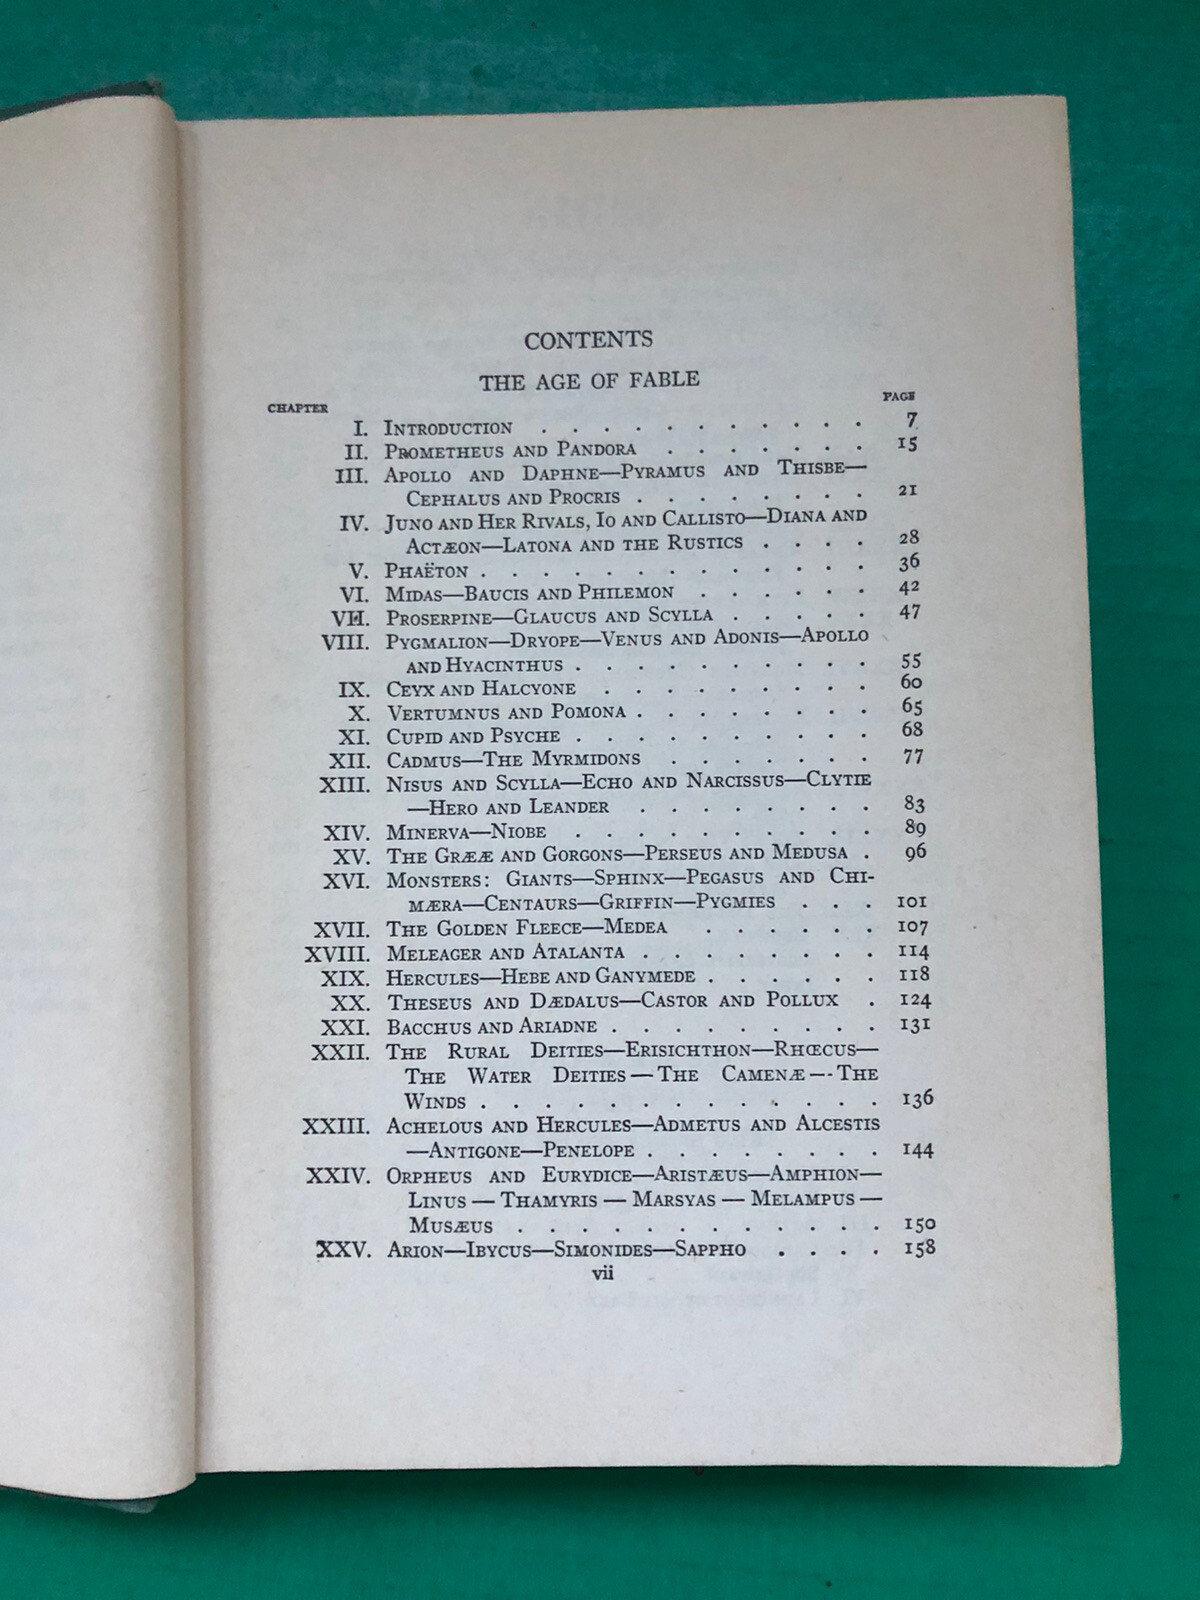 CONTENTS
THE AGE OF FABLE
CHAPTER PAGE
I. INTRODUCTION . . . . . . . . . . . 7
II. PROMETHEUS AND PANDORA . . . . . . . 15
III. APOLLO AND DAPHNE—PYRAMUS AND THISBE—
CEPHALUS AND PROCRIS . . . . . . . . 21
IV. JUNO AND HER RIVALS, IO AND CALLISTO—DIANA AND
ACTÆON—LATONA AND THE RUSTICS . . . . 28
V. PHAËTON . . . . . . . . . . . . . 36
VI. MIDAS—BAUCIS AND PHILEMON . . . . . . 42
VII. PROSERPINE—GLAUCUS AND SCYLLA . . . . . 47
VIII. PYGMALION—DRYOPE—VENUS AND ADONIS—APOLLO
AND HYACINTHUS . . . . . . . . . . . 55
IX. CEYX AND HALCYONE . . . . . . . . . 60
X. VERTUMNUS AND POMONA . . . . . . . . 65
XI. CUPID AND PSYCHE . . . . . . . . . . 68
XII. CADMUS—THE MYRMIDONS . . . . . . . 77
XIII. NISUS AND SCYLLA—ECHO AND NARCISSUS—CLYTIE
—HERO AND LEANDER . . . . . . . . 83
XIV. MINERVA—NIOBE . . . . . . . . . . 89
XV. THE GRÆÆ AND GORGONS—PERSEUS AND MEDUSA . 96
XVI. MONSTERS: GIANTS—SPHINX—PEGASUS AND CHI-
MÆRA—CENTAURS—GRIFFIN—PYGMIES . . . 101
XVII. THE GOLDEN FLEECE—MEDEA . . . . . . 107
XVIII. MELEAGER AND ATALANTA . . . . . . . . 114
XIX. HERCULES—HEBE AND GANYMEDE . . . . . . 118
XX. THESEUS AND DÆDALUS—CASTOR AND POLLUX . 124
XXI. BACCHUS AND ARIADNE . . . . . . . . . 131
XXII. THE RURAL DEITIES—ERISICHTHON—RHŒCUS—
THE WATER DEITIES—THE CAMENÆ—THE
WINDS . . . . . . . . . . . . . 136
XXIII. ACHELOUS AND HERCULES—ADMETUS AND ALCESTIS
—ANTIGONE—PENELOPE . . . . . . . . 144
XXIV. ORPHEUS AND EURYDICE—ARISTÆUS—AMPHION—
LINUS — THAMYRIS — MARSYAS — MELAMPUS —
MUSÆUS . . . . . . . . . . . . 150
XXV. ARION—IBYCUS—SIMONIDES—SAPPHO . . . . 158
vii